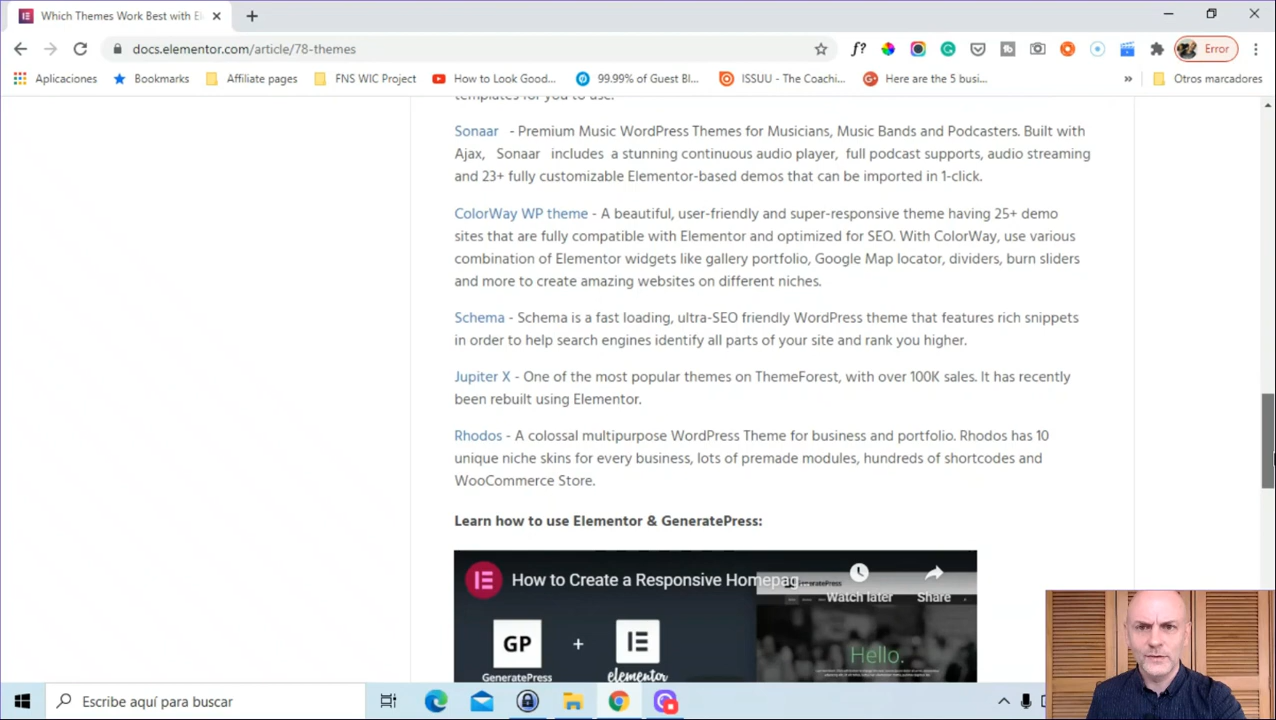 Which Themes Work Best with El
docs.elementor.com/article/78-themes
f?
Error
Aplicaciones
Bookmarks
Affiliate pages
FNS WIC Project
How to Look Good...
99.99% of Guest Bl...
ISSUU - The Coachi...
Here are the 5 busi...
»
Otros marcadores
templates for you to use.
Sonaar - Premium Music WordPress Themes for Musicians, Music Bands and Podcasters. Built with
Ajax, Sonaar includes a stunning continuous audio player, full podcast supports, audio streaming
and 23+ fully customizable Elementor-based demos that can be imported in 1-click.
ColorWay WP theme - A beautiful, user-friendly and super-responsive theme having 25+ demo
sites that are fully compatible with Elementor and optimized for SEO. With ColorWay, use various
combination of Elementor widgets like gallery portfolio, Google Map locator, dividers, burn sliders
and more to create amazing websites on different niches.
Schema - Schema is a fast loading, ultra-SEO friendly WordPress theme that features rich snippets
in order to help search engines identify all parts of your site and rank you higher.
Jupiter X - One of the most popular themes on ThemeForest, with over 100K sales. It has recently
been rebuilt using Elementor.
Rhodos - A colossal multipurpose WordPress Theme for business and portfolio. Rhodos has 10
unique niche skins for every business, lots of premade modules, hundreds of shortcodes and
WooCommerce Store.
Learn how to use Elementor & GeneratePress:
How to Create a Responsive Homepag...
Watch later
Share
GP
+
GeneratePress
elementor
Hello.
Escribe aquí para buscar